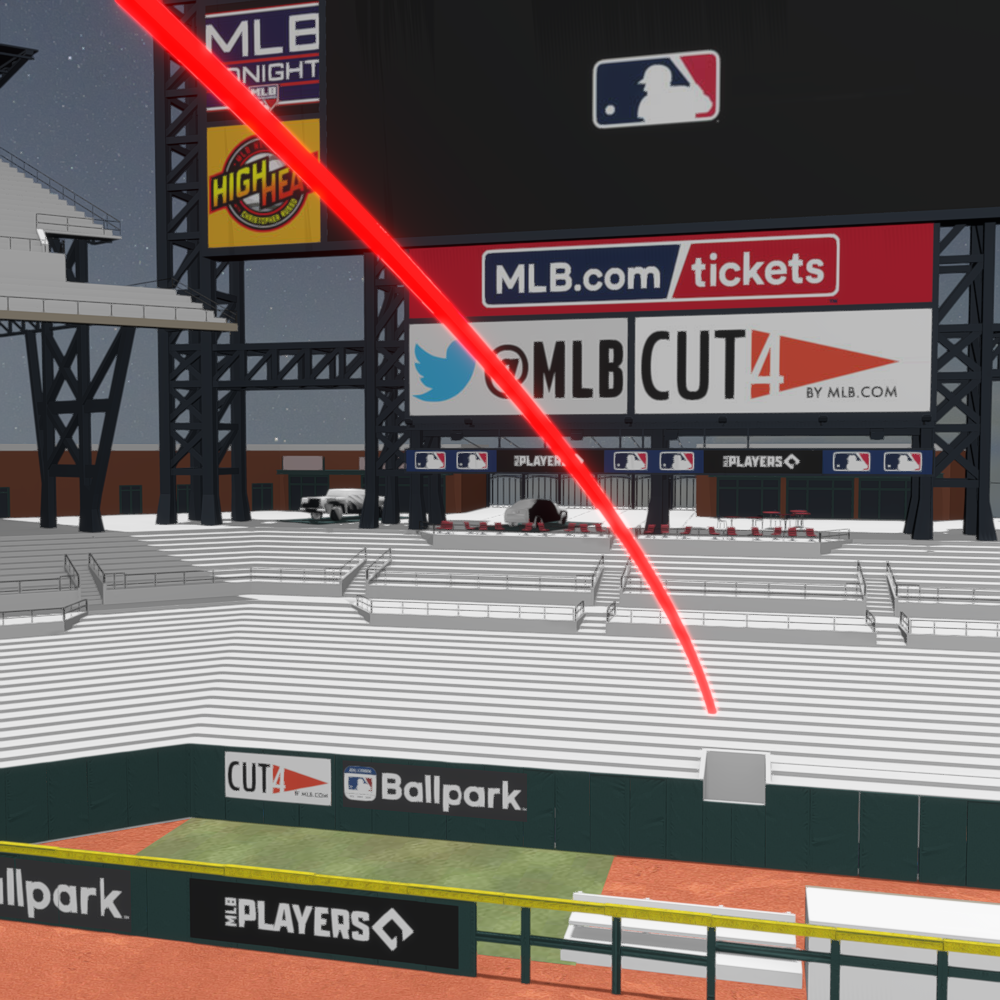 MLB
TONIGHT
MLB
HIGH HEAT
CHRISTOPHER RUSSO
MLB.com tickets
@MLB
CUT4
BY MLB.COM
MLB PLAYERS
MLB PLAYERS
CUT4
BY MLB.COM
Ballpark
Ballpark
MLB PLAYERS